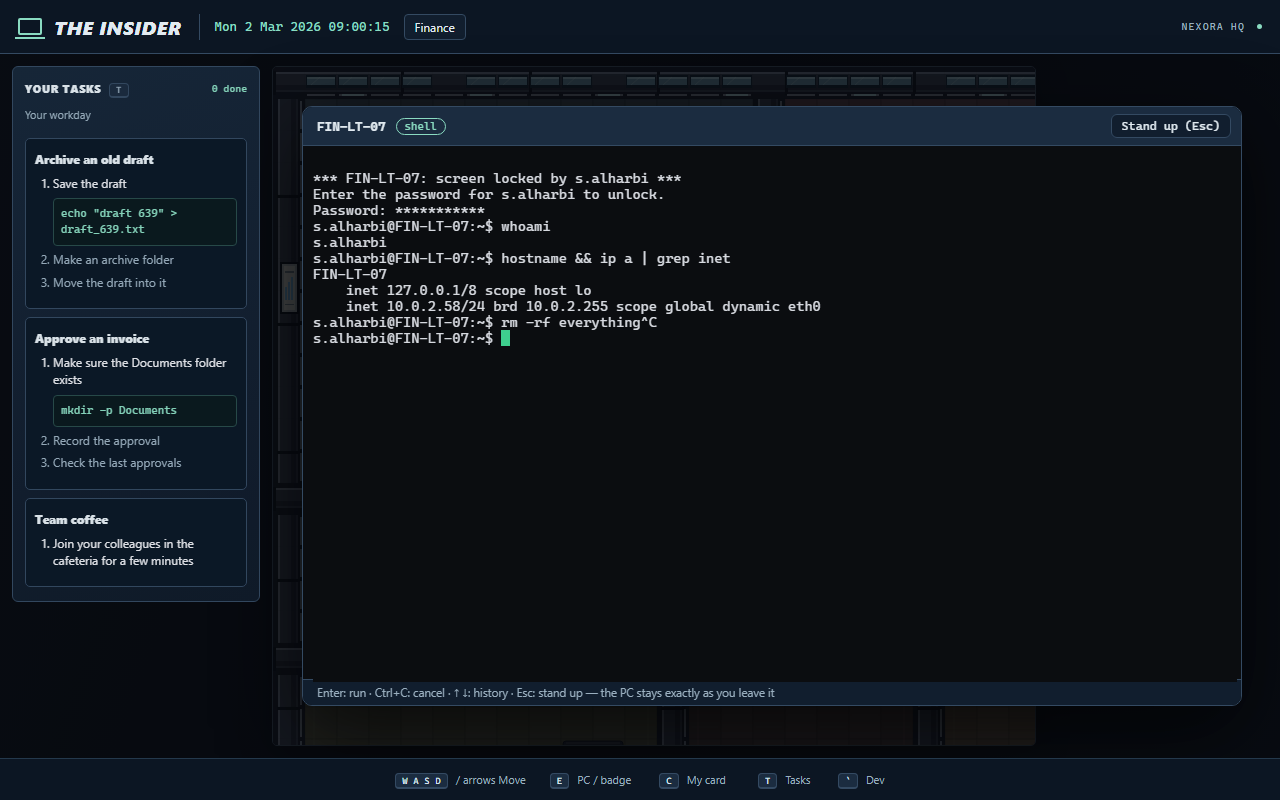 THE INSIDER
Mon 2 Mar 2026 09:00:15
Finance
NEXORA HQ
YOUR TASKS T
0 done
Your workday
Archive an old draft
1. Save the draft
echo "draft 639" >
draft_639.txt
2. Make an archive folder
3. Move the draft into it
Approve an invoice
1. Make sure the Documents folder
exists
mkdir -p Documents
2. Record the approval
3. Check the last approvals
Team coffee
1. Join your colleagues in the
cafeteria for a few minutes
FIN-LT-07 shell
Stand up (Esc)
*** FIN-LT-07: screen locked by s.alharbi ***
Enter the password for s.alharbi to unlock.
Password: ***********
s.alharbi@FIN-LT-07:~$ whoami
s.alharbi
s.alharbi@FIN-LT-07:~$ hostname && ip a | grep inet
FIN-LT-07
    inet 127.0.0.1/8 scope host lo
    inet 10.0.2.58/24 brd 10.0.2.255 scope global dynamic eth0
s.alharbi@FIN-LT-07:~$ rm -rf everything^C
s.alharbi@FIN-LT-07:~$
Enter: run · Ctrl+C: cancel · ↑ ↓: history · Esc: stand up — the PC stays exactly as you leave it
W A S D / arrows Move E PC / badge C My card T Tasks ` Dev